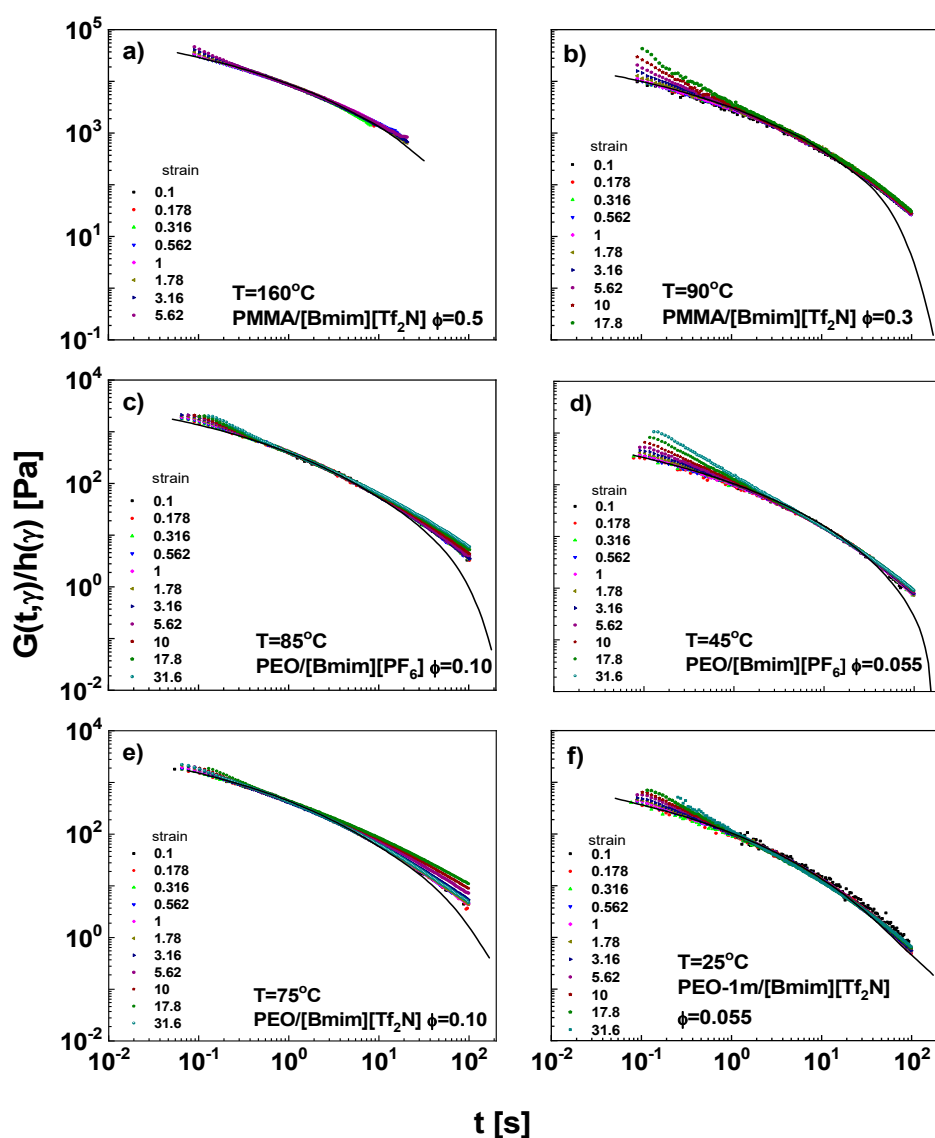 G(t,γ)/h(γ) [Pa]
10^5
10^3
10^1
10^-1
a)
strain
0.1
0.178
0.316
0.562
1
1.78
3.16
5.62
T=160°C
PMMA/[Bmim][Tf₂N] ϕ=0.5
b)
strain
0.1
0.178
0.316
0.562
1
1.78
3.16
5.62
10
17.8
T=90°C
PMMA/[Bmim][Tf₂N] ϕ=0.3
10^4
10^2
10^0
10^-2
c)
strain
0.1
0.178
0.316
0.562
1
1.78
3.16
5.62
10
17.8
31.6
T=85°C
PEO/[Bmim][PF₆] ϕ=0.10
d)
strain
0.1
0.178
0.316
0.562
1
1.78
3.16
5.62
10
17.8
31.6
T=45°C
PEO/[Bmim][PF₆] ϕ=0.055
10^4
10^2
10^0
10^-2
e)
strain
0.1
0.178
0.316
0.562
1
1.78
3.16
5.62
10
17.8
31.6
T=75°C
PEO/[Bmim][Tf₂N] ϕ=0.10
10^-2 10^-1 10^0 10^1 10^2
f)
strain
0.1
0.178
0.316
0.562
1
1.78
3.16
5.62
10
17.8
31.6
T=25°C
PEO-1m/[Bmim][Tf₂N]
ϕ=0.055
10^-2 10^-1 10^0 10^1 10^2
t [s]